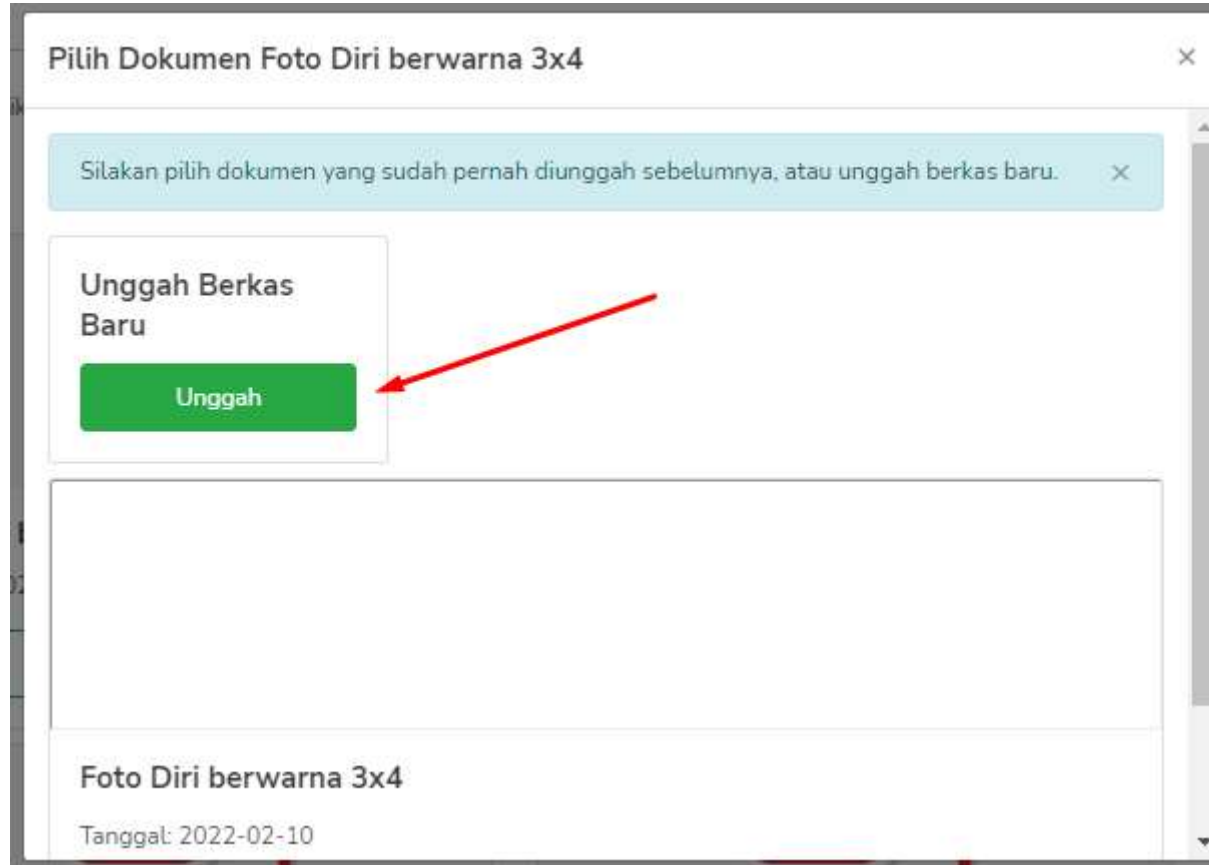 Pilih Dokumen Foto Diri berwarna 3x4
Silakan pilih dokumen yang sudah pernah diunggah sebelumnya, atau unggah berkas baru.
Unggah Berkas
Baru
Unggah
Foto Diri berwarna 3x4
Tanggal: 2022-02-10